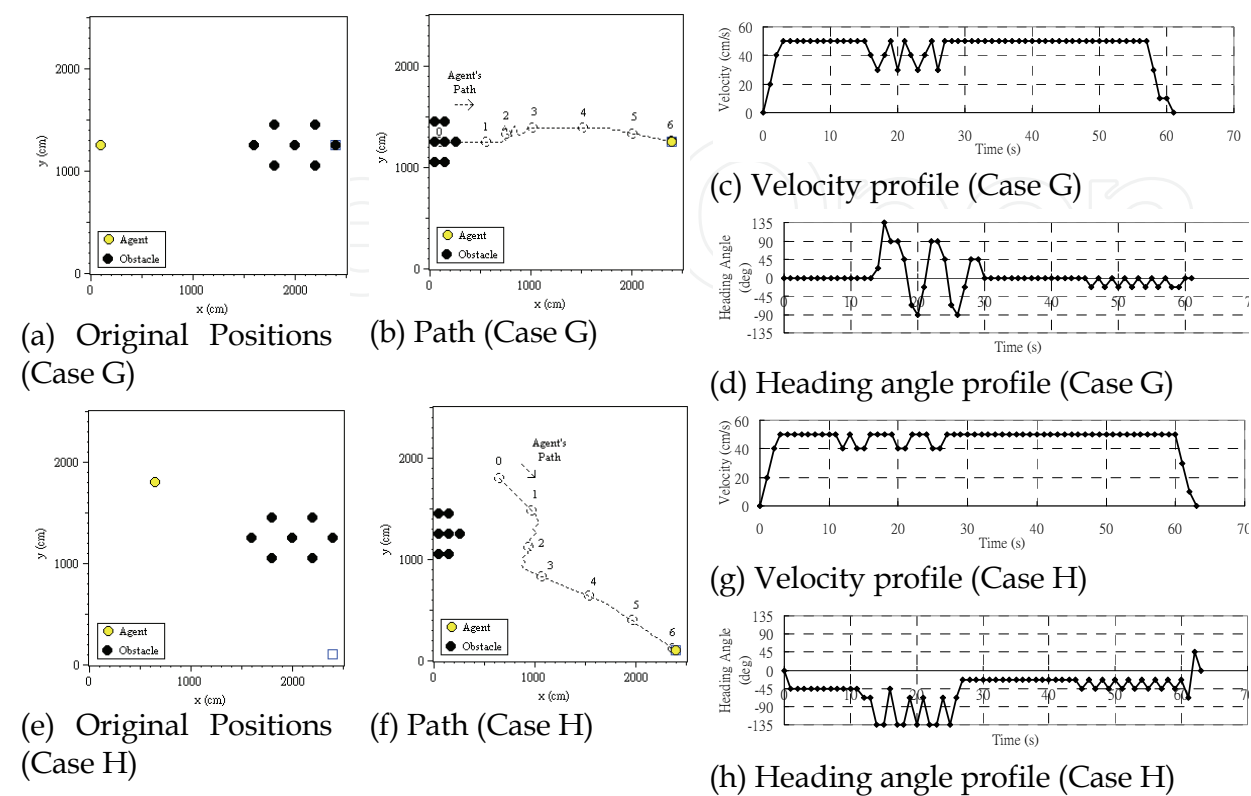 2000
1000
0
y (cm)
Agent
Obstacle
0 1000 2000
x (cm)
(a) Original Positions
(Case G)
2000
1000
0
y (cm)
Agent's
Path
0 1 2 3 4 5 6
Agent
Obstacle
0 1000 2000
x (cm)
(b) Path (Case G)
60
40
20
0
Velocity (cm/s)
0 10 20 30 40 50 60 70
Time (s)
(c) Velocity profile (Case G)
135
90
45
0
-45
-90
-135
Heading Angle
(deg)
0 10 20 30 40 50 60 70
Time (s)
(d) Heading angle profile (Case G)
2000
1000
0
y (cm)
Agent
Obstacle
0 1000 2000
x (cm)
(e) Original Positions
(Case H)
2000
1000
0
y (cm)
Agent's
Path
0
1
2
3
4
5
6
Agent
Obstacle
0 1000 2000
x (cm)
(f) Path (Case H)
60
40
20
0
Velocity (cm/s)
0 10 20 30 40 50 60 70
Time (s)
(g) Velocity profile (Case H)
135
90
45
0
-45
-90
-135
Heading Angle
(deg)
0 10 20 30 40 50 60 70
Time (s)
(h) Heading angle profile (Case H)